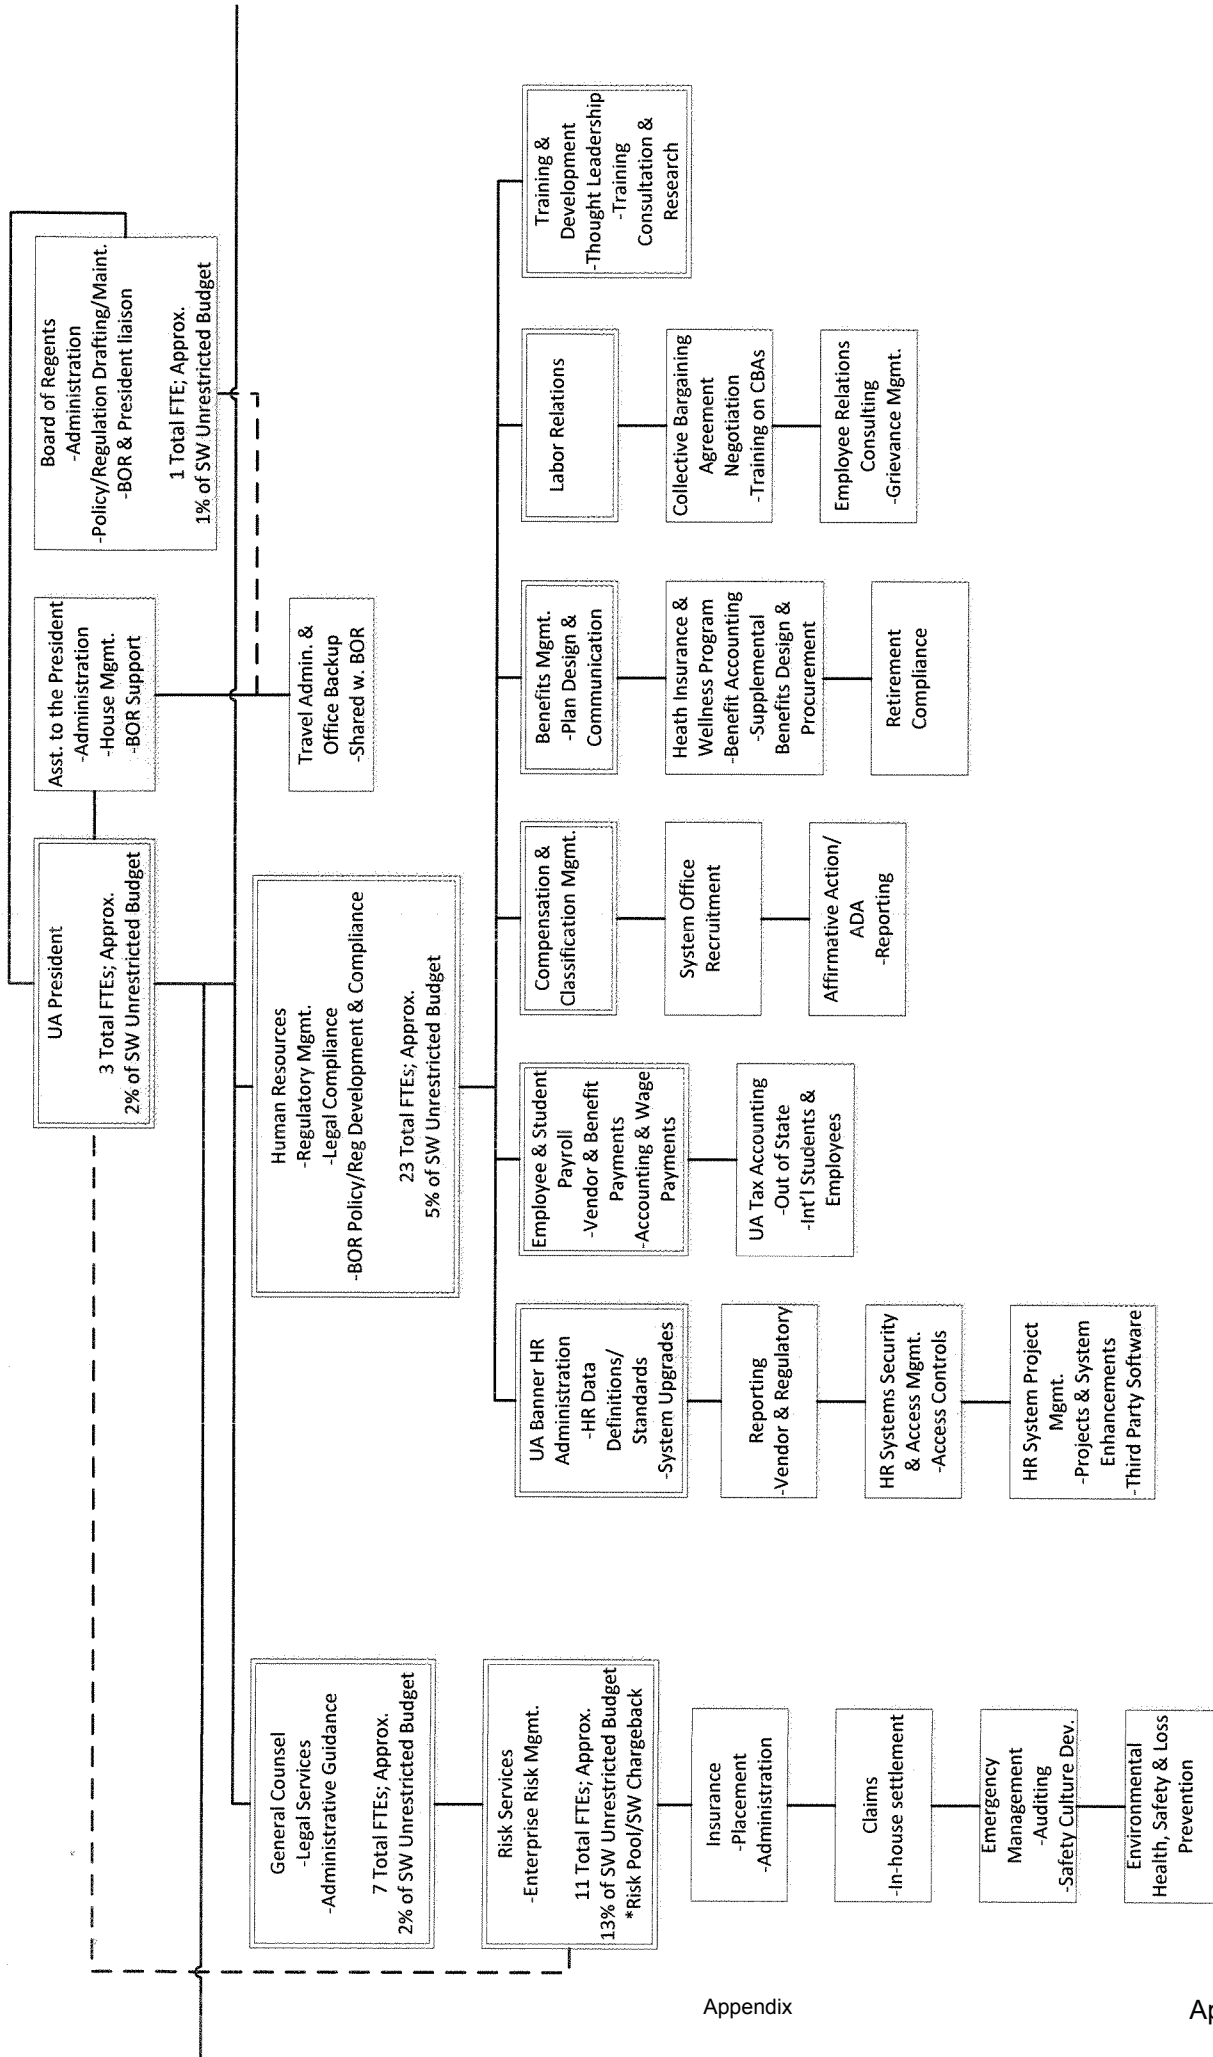 UA President
3 Total FTEs; Approx.
2% of SW Unrestricted Budget
Asst. to the President
-Administration
-House Mgmt.
-BOR Support
Board of Regents
-Administration
-Policy/Regulation Drafting/Maint.
-BOR & President liaison
1 Total FTE; Approx.
1% of SW Unrestricted Budget
Travel Admin. &
Office Backup
-Shared w. BOR
General Counsel
-Legal Services
-Administrative Guidance
7 Total FTEs; Approx.
2% of SW Unrestricted Budget
Risk Services
-Enterprise Risk Mgmt.
11 Total FTEs; Approx.
13% of SW Unrestricted Budget
*Risk Pool/SW Chargeback
Insurance
-Placement
-Administration
Claims
-In-house settlement
Emergency
Management
-Auditing
-Safety Culture Dev.
Environmental
Health, Safety & Loss
Prevention
Human Resources
-Regulatory Mgmt.
-Legal Compliance
-BOR Policy/Reg Development & Compliance
23 Total FTEs; Approx.
5% of SW Unrestricted Budget
UA Banner HR
Administration
-HR Data
Definitions/
Standards
-System Upgrades
Reporting
-Vendor & Regulatory
HR Systems Security
& Access Mgmt.
-Access Controls
HR System Project
Mgmt.
-Projects & System
Enhancements
-Third Party Software
Employee & Student
Payroll
-Vendor & Benefit
Payments
-Accounting & Wage
Payments
UA Tax Accounting
-Out of State
-Int'l Students &
Employees
Compensation &
Classification Mgmt.
System Office
Recruitment
Affirmative Action/
ADA
-Reporting
Benefits Mgmt.
-Plan Design &
Communication
Heath Insurance &
Wellness Program
-Benefit Accounting
-Supplemental
Benefits Design &
Procurement
Retirement
Compliance
Labor Relations
Collective Bargaining
Agreement
Negotiation
-Training on CBAs
Employee Relations
Consulting
-Grievance Mgmt.
Training &
Development
-Thought Leadership
-Training
Consultation &
Research
Appendix
Ap